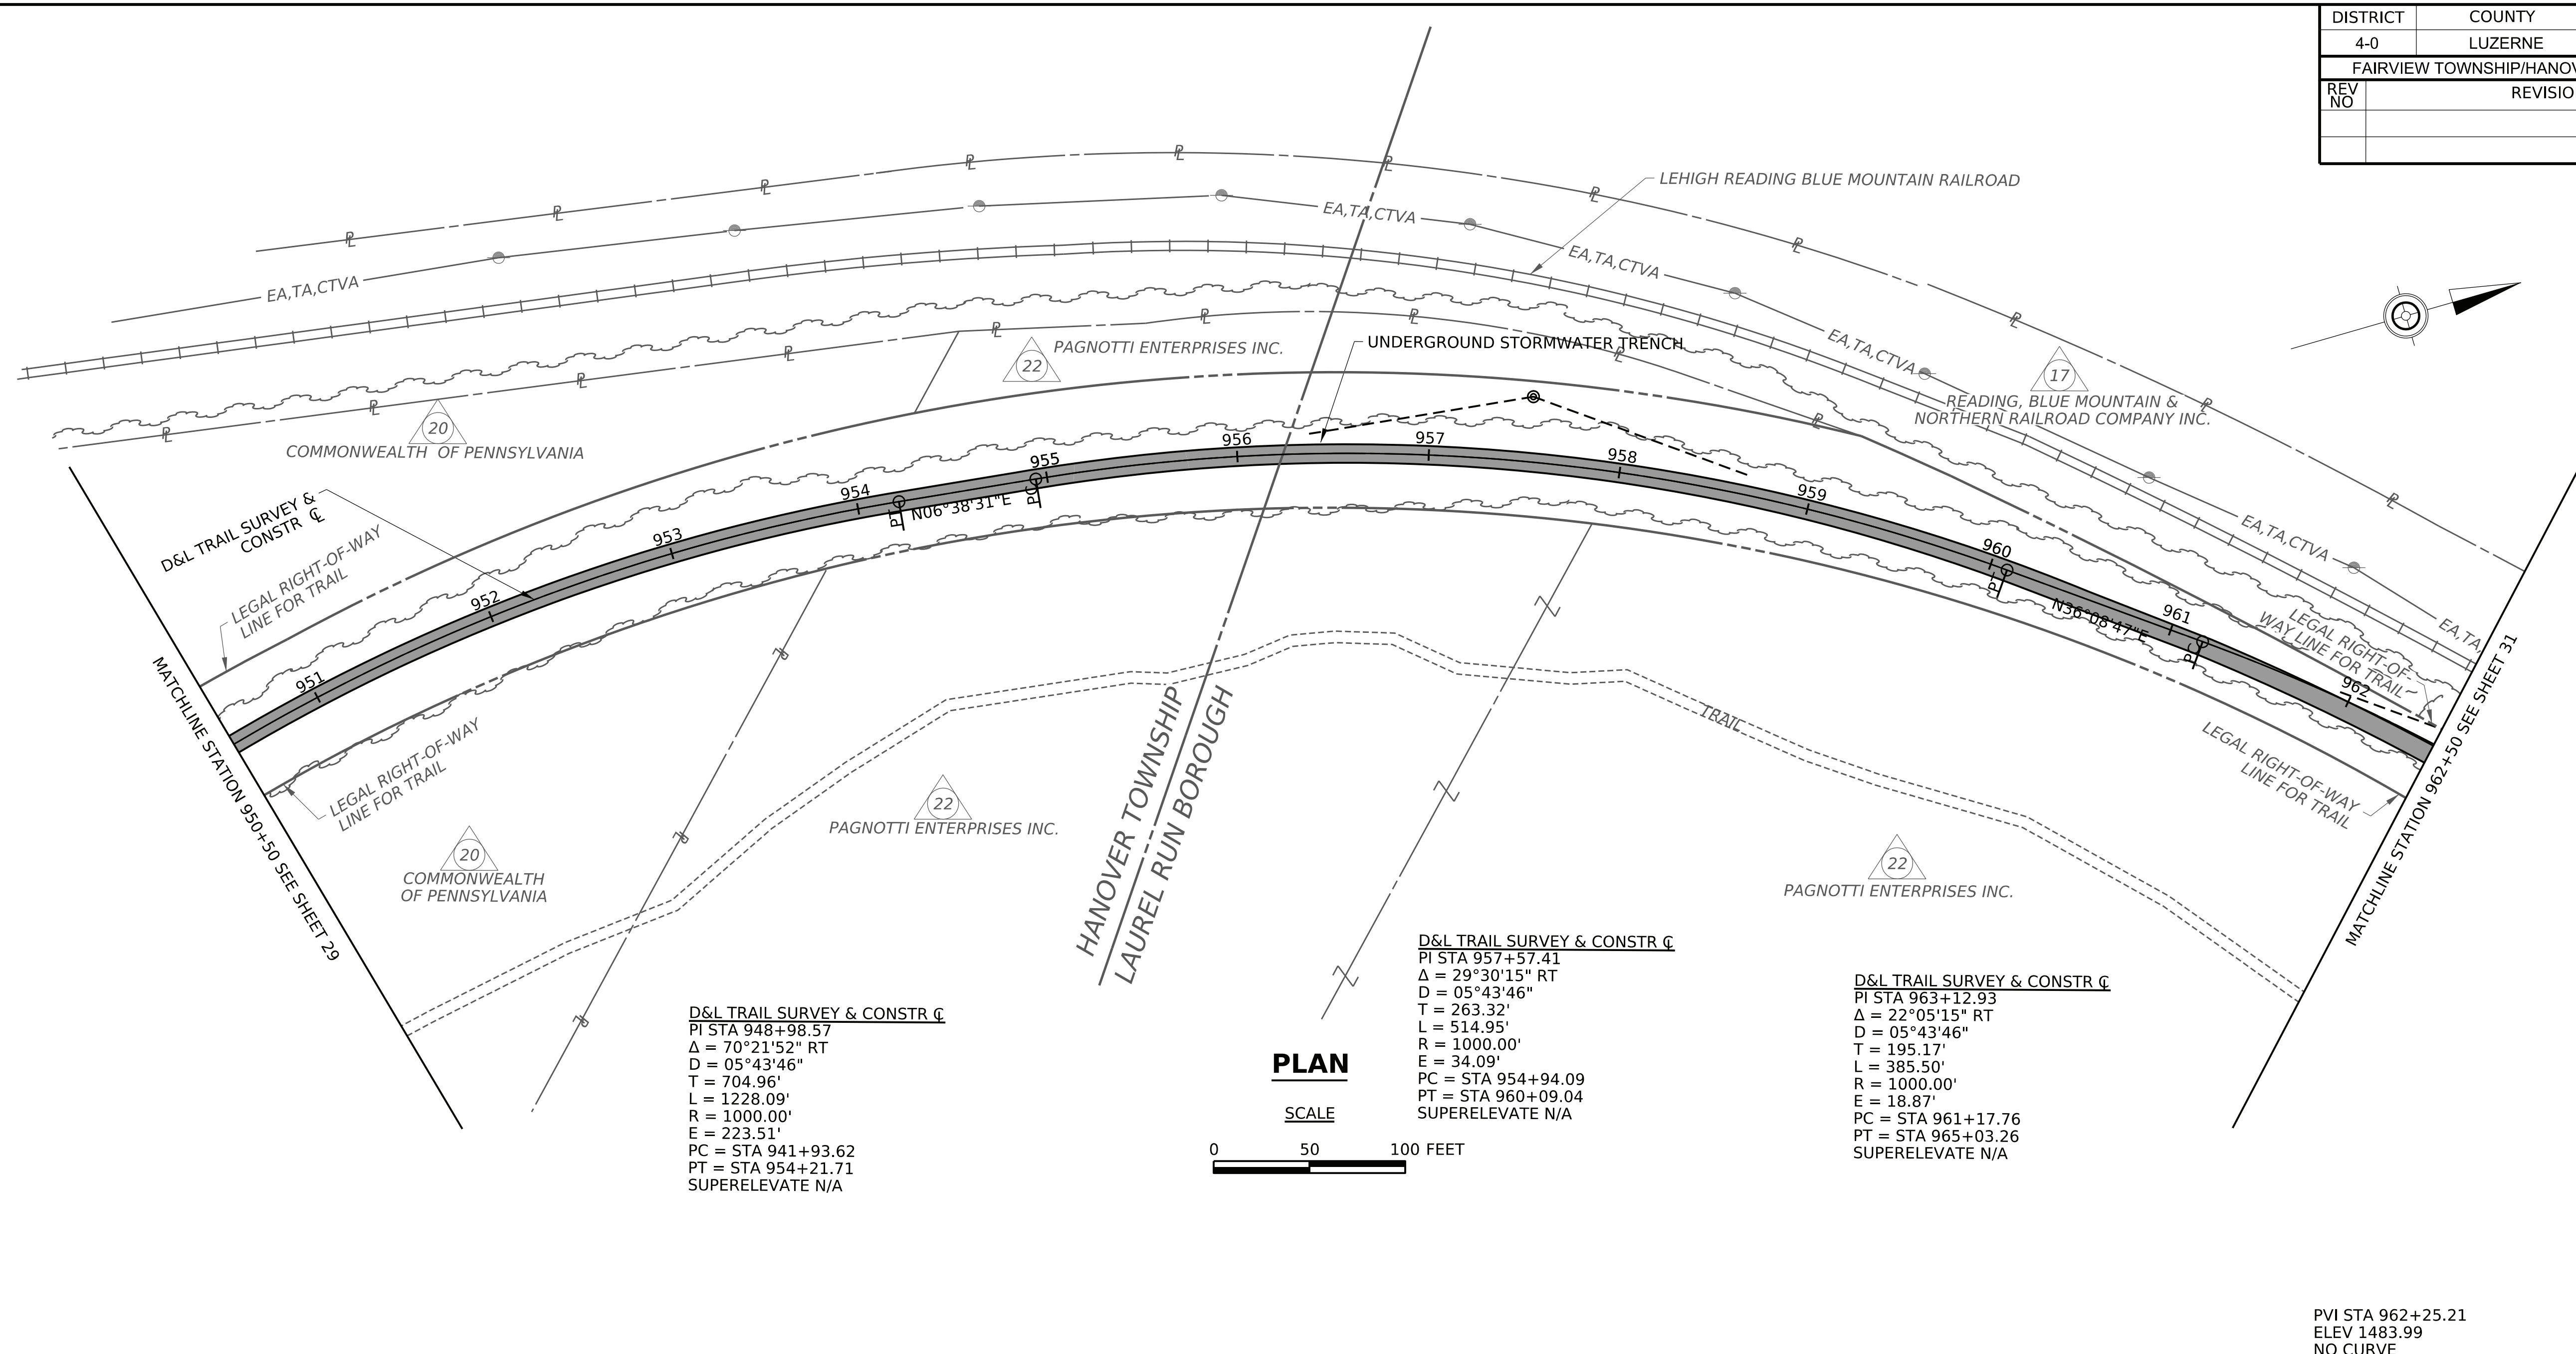 DISTRICT COUNTY
4-0 LUZERNE
FAIRVIEW TOWNSHIP/HANOV
REV NO
REVISIO
LEHIGH READING BLUE MOUNTAIN RAILROAD
EA,TA,CTVA
EA,TA,CTVA
EA,TA,CTVA
EA,TA,CTVA
EA,TA,CTVA
EA,TA,
UNDERGROUND STORMWATER TRENCH
22
PAGNOTTI ENTERPRISES INC.
17
READING, BLUE MOUNTAIN &
NORTHERN RAILROAD COMPANY INC.
20
COMMONWEALTH OF PENNSYLVANIA
D&L TRAIL SURVEY &
CONSTR ℄
LEGAL RIGHT-OF-WAY
LINE FOR TRAIL
951
952
953
954
955
956
957
958
959
960
961
962
PT
N06°38'31"E
PC
PT
N36°08'47"E
PC
LEGAL RIGHT-OF-
WAY LINE FOR TRAIL
MATCHLINE STATION 950+50 SEE SHEET 29
LEGAL RIGHT-OF-WAY
LINE FOR TRAIL
HANOVER TOWNSHIP
LAUREL RUN BOROUGH
TRAIL
LEGAL RIGHT-OF-WAY
LINE FOR TRAIL
MATCHLINE STATION 962+50 SEE SHEET 31
20
COMMONWEALTH
OF PENNSYLVANIA
22
PAGNOTTI ENTERPRISES INC.
22
PAGNOTTI ENTERPRISES INC.
D&L TRAIL SURVEY & CONSTR ℄
PI STA 948+98.57
Δ = 70°21'52" RT
D = 05°43'46"
T = 704.96'
L = 1228.09'
R = 1000.00'
E = 223.51'
PC = STA 941+93.62
PT = STA 954+21.71
SUPERELEVATE N/A
PLAN
SCALE
0 50 100 FEET
D&L TRAIL SURVEY & CONSTR ℄
PI STA 957+57.41
Δ = 29°30'15" RT
D = 05°43'46"
T = 263.32'
L = 514.95'
R = 1000.00'
E = 34.09'
PC = STA 954+94.09
PT = STA 960+09.04
SUPERELEVATE N/A
D&L TRAIL SURVEY & CONSTR ℄
PI STA 963+12.93
Δ = 22°05'15" RT
D = 05°43'46"
T = 195.17'
L = 385.50'
R = 1000.00'
E = 18.87'
PC = STA 961+17.76
PT = STA 965+03.26
SUPERELEVATE N/A
PVI STA 962+25.21
ELEV 1483.99
NO CURVE